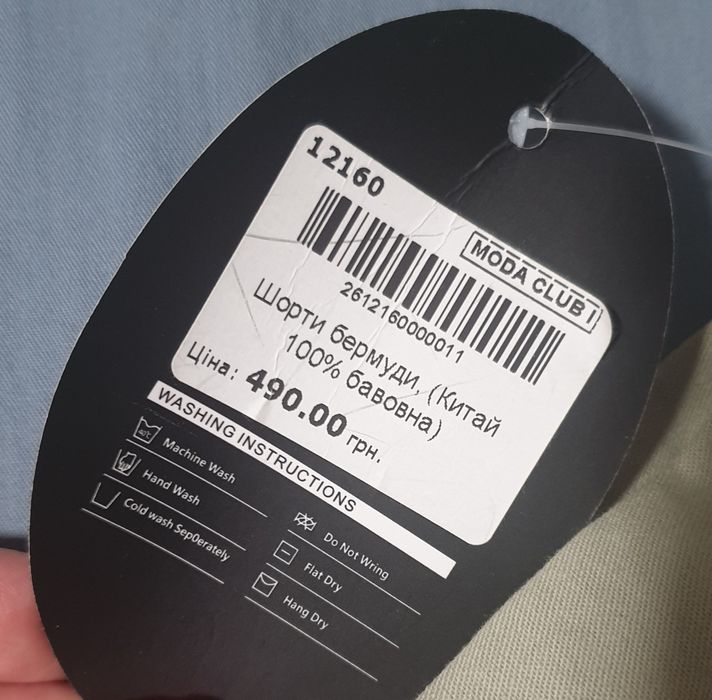 12160
MODA CLUB I
2612160000011
Шорти бермуди, (Китай
100% бавовна)
Ціна: 490.00 грн.
WASHING INSTRUCTIONS
40℃ Machine Wash
Hand Wash
Cold wash Sep0erately
Do Not Wring
Flat Dry
Hang Dry